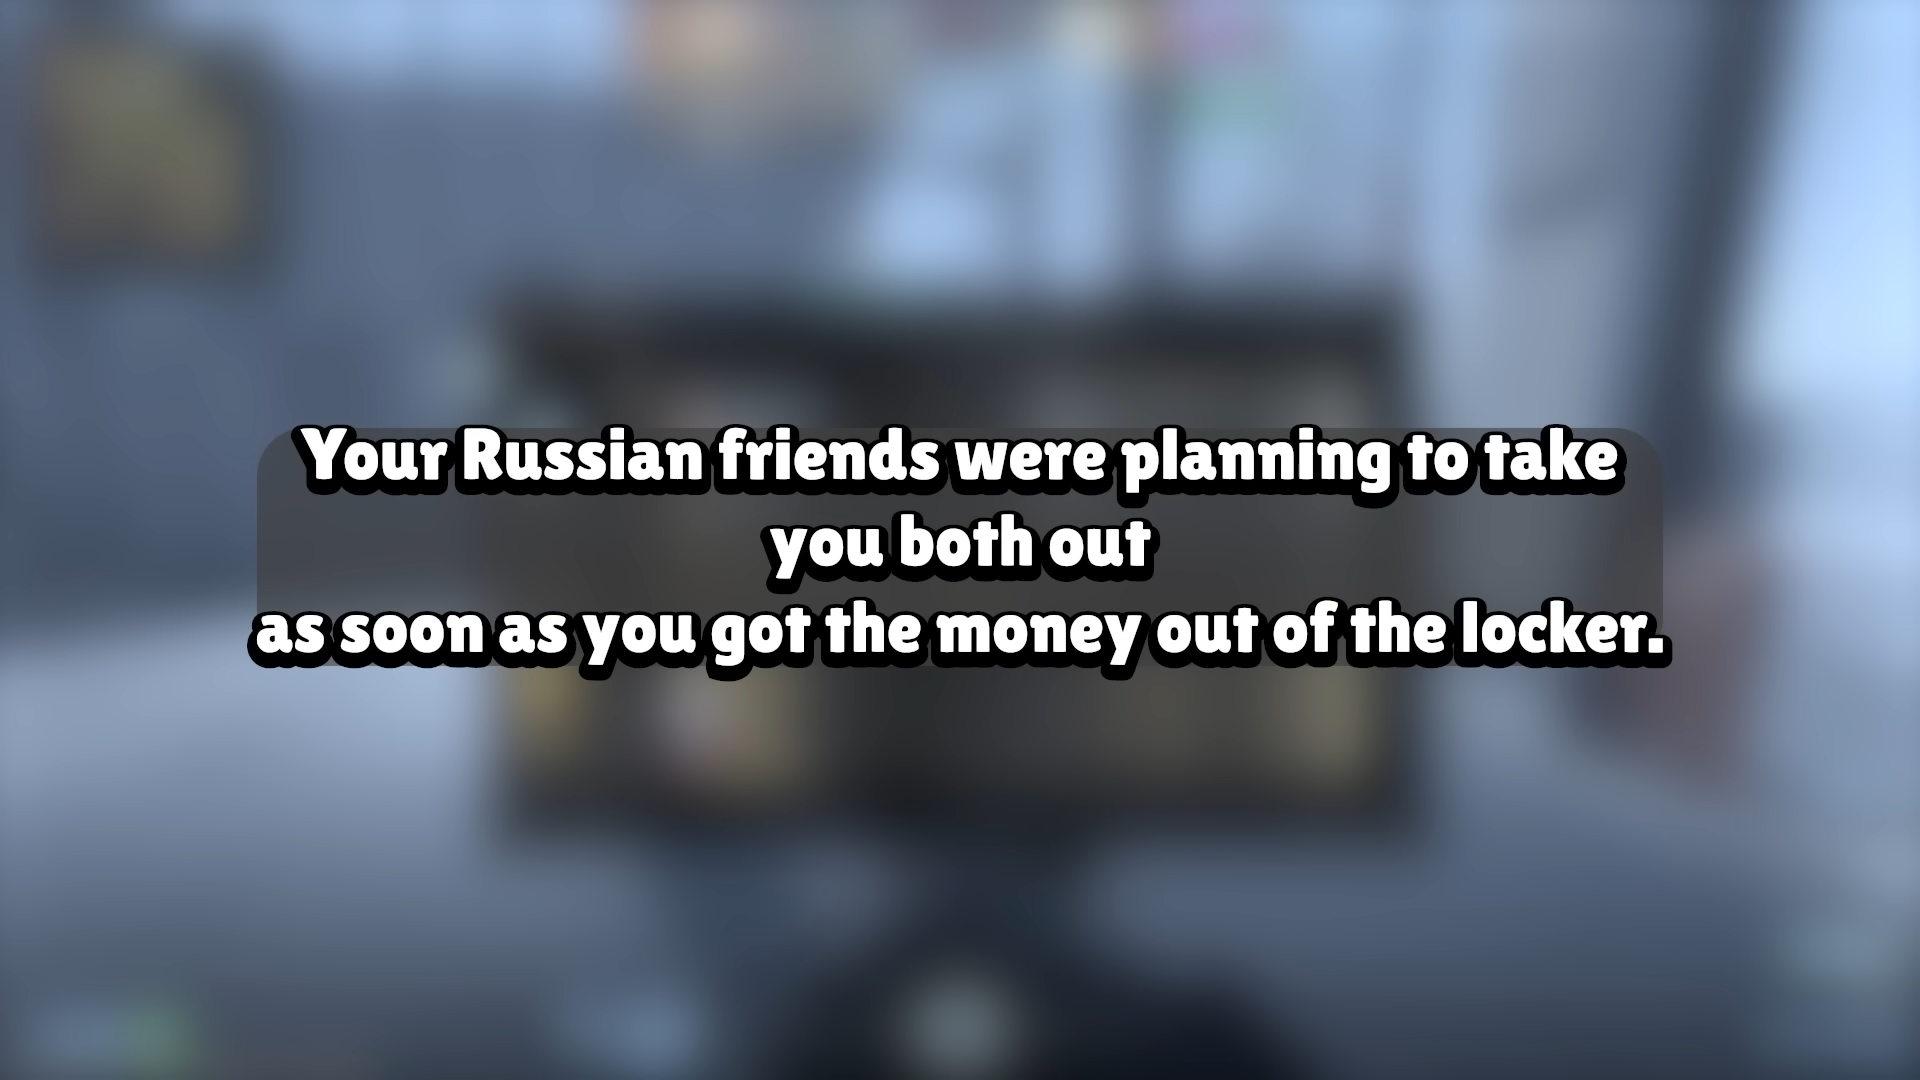 Your Russian friends were planning to take
you both out
as soon as you got the money out of the locker.